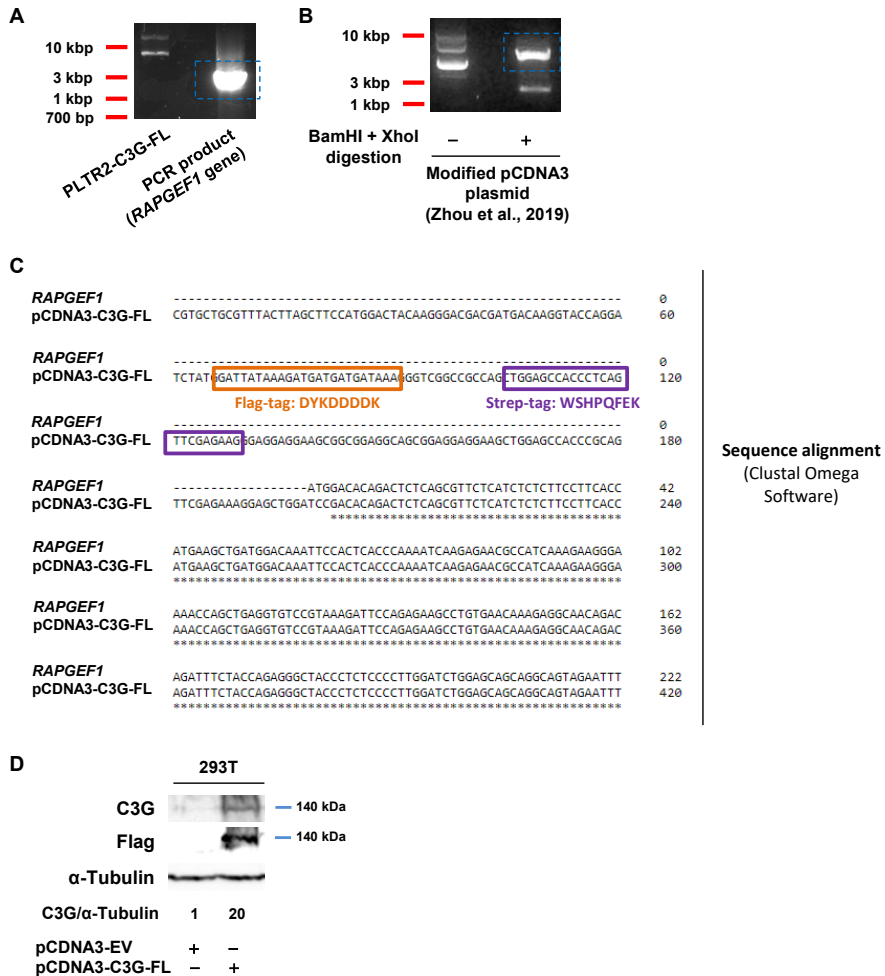 A
10 kbp
3 kbp
1 kbp
700 bp
PLTR2-C3G-FL
PCR product
(RAPGEF1 gene)
B
10 kbp
3 kbp
1 kbp
BamHI + XhoI
digestion
– +
Modified pCDNA3
plasmid
(Zhou et al., 2019)
C
RAPGEF1 ------------------------------------------------------------ 0
pCDNA3-C3G-FL CGTGCTGCGTTTACTTAGCTTCCATGGACTACAAGGGACGACGATGACAAGGTACCAGGA 60
RAPGEF1 ------------------------------------------------------------ 0
pCDNA3-C3G-FL TCTATGGATTATAAAGATGATGATGATAAAGGGTCGGCCGCCAGCTGGAGCCACCCTCAG 120
Flag-tag: DYKDDDDK Strep-tag: WSHPQFEK
RAPGEF1 ------------------------------------------------------------ 0
pCDNA3-C3G-FL TTCGAGAAGGGAGGAGGAAGCGGCGGAGGCAGCGGAGGAGGAAGCTGGAGCCACCCGCAG 180
RAPGEF1 ------------------ATGGACACAGACTCTCAGCGTTCTCATCTCTCTTCCTTCACC 42
pCDNA3-C3G-FL TTCGAGAAAGGAGCTGGATCCGACACAGACTCTCAGCGTTCTCATCTCTCTTCCTTCACC 240
***************************************
RAPGEF1 ATGAAGCTGATGGACAAATTCCACTCACCCAAAATCAAGAGAACGCCATCAAAGAAGGGA 102
pCDNA3-C3G-FL ATGAAGCTGATGGACAAATTCCACTCACCCAAAATCAAGAGAACGCCATCAAAGAAGGGA 300
************************************************************
RAPGEF1 AAACCAGCTGAGGTGTCCGTAAAGATTCCAGAGAAGCCTGTGAACAAAGAGGCAACAGAC 162
pCDNA3-C3G-FL AAACCAGCTGAGGTGTCCGTAAAGATTCCAGAGAAGCCTGTGAACAAAGAGGCAACAGAC 360
************************************************************
RAPGEF1 AGATTTCTACCAGAGGGCTACCCTCTCCCCTTGGATCTGGAGCAGCAGGCAGTAGAATTT 222
pCDNA3-C3G-FL AGATTTCTACCAGAGGGCTACCCTCTCCCCTTGGATCTGGAGCAGCAGGCAGTAGAATTT 420
************************************************************
Sequence alignment
(Clustal Omega
Software)
D
293T
C3G 140 kDa
Flag 140 kDa
α-Tubulin
C3G/α-Tubulin 1 20
pCDNA3-EV + –
pCDNA3-C3G-FL – +